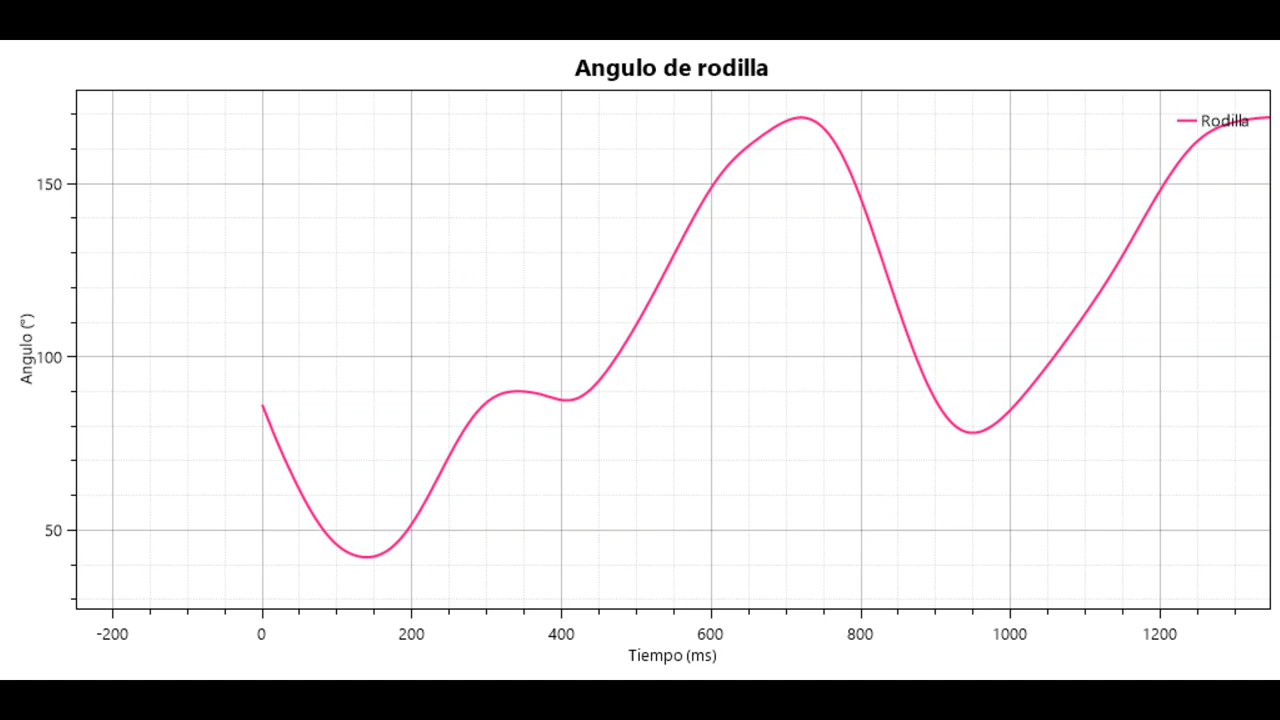 Angulo de rodilla
Rodilla
150
100
50
Angulo (°)
-200 0 200 400 600 800 1000 1200
Tiempo (ms)